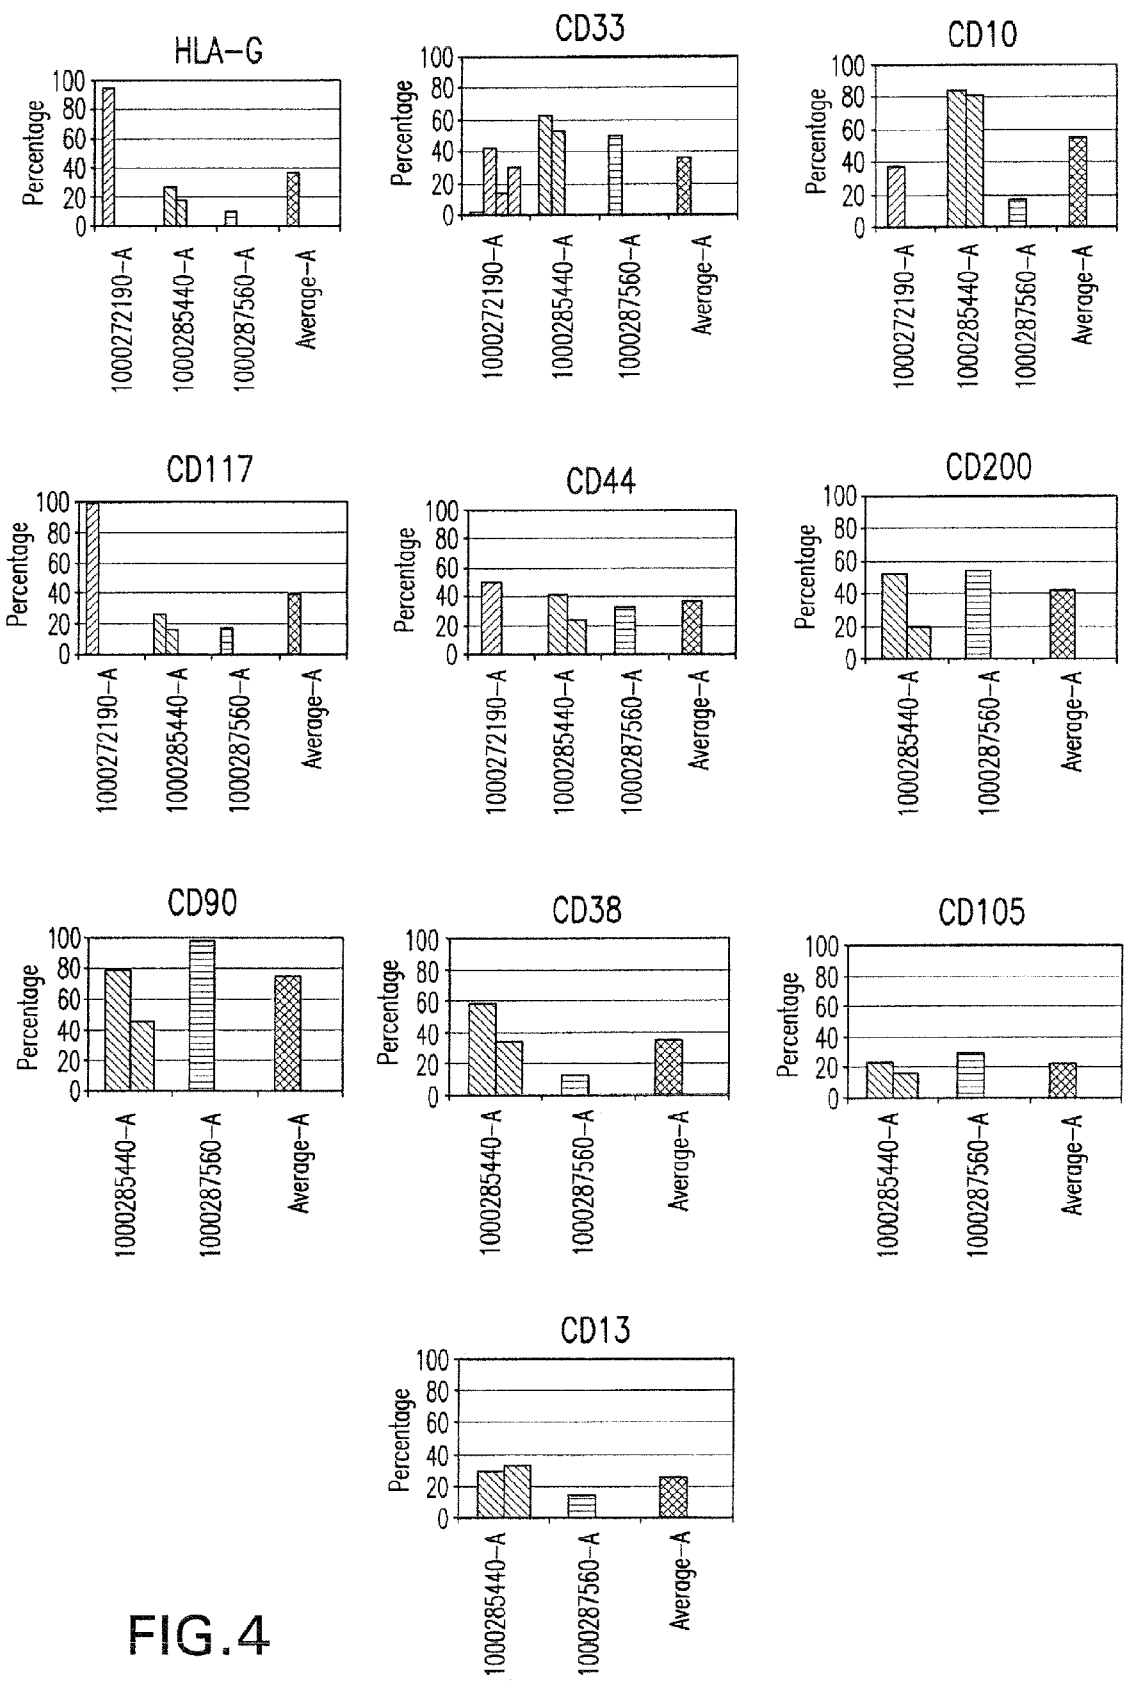 HLA-G
Percentage
100
80
60
40
20
0
1000272190-A
1000285440-A
1000287560-A
Average-A
CD33
Percentage
100
80
60
40
20
0
1000272190-A
1000285440-A
1000287560-A
Average-A
CD10
Percentage
100
80
60
40
20
0
1000272190-A
1000285440-A
1000287560-A
Average-A
CD117
Percentage
100
80
60
40
20
0
1000272190-A
1000285440-A
1000287560-A
Average-A
CD44
Percentage
100
80
60
40
20
0
1000272190-A
1000285440-A
1000287560-A
Average-A
CD200
Percentage
100
80
60
40
20
0
1000285440-A
1000287560-A
Average-A
CD90
Percentage
100
80
60
40
20
0
1000285440-A
1000287560-A
Average-A
CD38
Percentage
100
80
60
40
20
0
1000285440-A
1000287560-A
Average-A
CD105
Percentage
100
80
60
40
20
0
1000285440-A
1000287560-A
Average-A
CD13
Percentage
100
80
60
40
20
0
1000285440-A
1000287560-A
Average-A
FIG.4